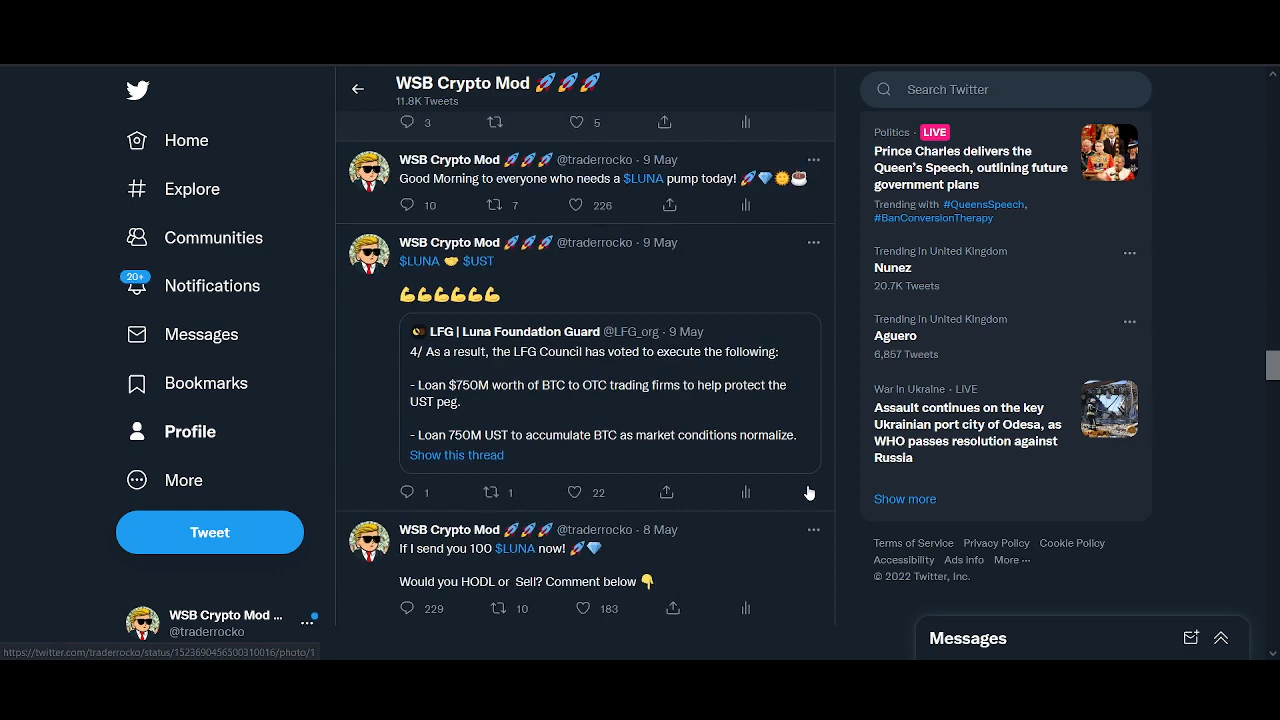 Home
Explore
Communities
20+
Notifications
Messages
Bookmarks
Profile
More
Tweet
WSB Crypto Mod ...
@traderrocko
https://twitter.com/traderrocko/status/1523690456500310016/photo/1
WSB Crypto Mod 🚀🚀🚀
11.8K Tweets
3 5
WSB Crypto Mod 🚀🚀🚀 @traderrocko · 9 May
Good Morning to everyone who needs a $LUNA pump today! 🚀💎🌞☕
10 7 226
WSB Crypto Mod 🚀🚀🚀 @traderrocko · 9 May
$LUNA 🤝 $UST
💪💪💪💪💪💪
LFG | Luna Foundation Guard @LFG_org · 9 May
4/ As a result, the LFG Council has voted to execute the following:
- Loan $750M worth of BTC to OTC trading firms to help protect the
UST peg.
- Loan 750M UST to accumulate BTC as market conditions normalize.
Show this thread
1 1 22
WSB Crypto Mod 🚀🚀🚀 @traderrocko · 8 May
If I send you 100 $LUNA now! 🚀💎
Would you HODL or Sell? Comment below 👇
229 10 183
Search Twitter
Politics · LIVE
Prince Charles delivers the
Queen's Speech, outlining future
government plans
Trending with #QueensSpeech,
#BanConversionTherapy
Trending in United Kingdom
Nunez
20.7K Tweets
Trending in United Kingdom
Aguero
6,857 Tweets
War in Ukraine · LIVE
Assault continues on the key
Ukrainian port city of Odesa, as
WHO passes resolution against
Russia
Show more
Terms of Service Privacy Policy Cookie Policy
Accessibility Ads info More ···
© 2022 Twitter, Inc.
Messages